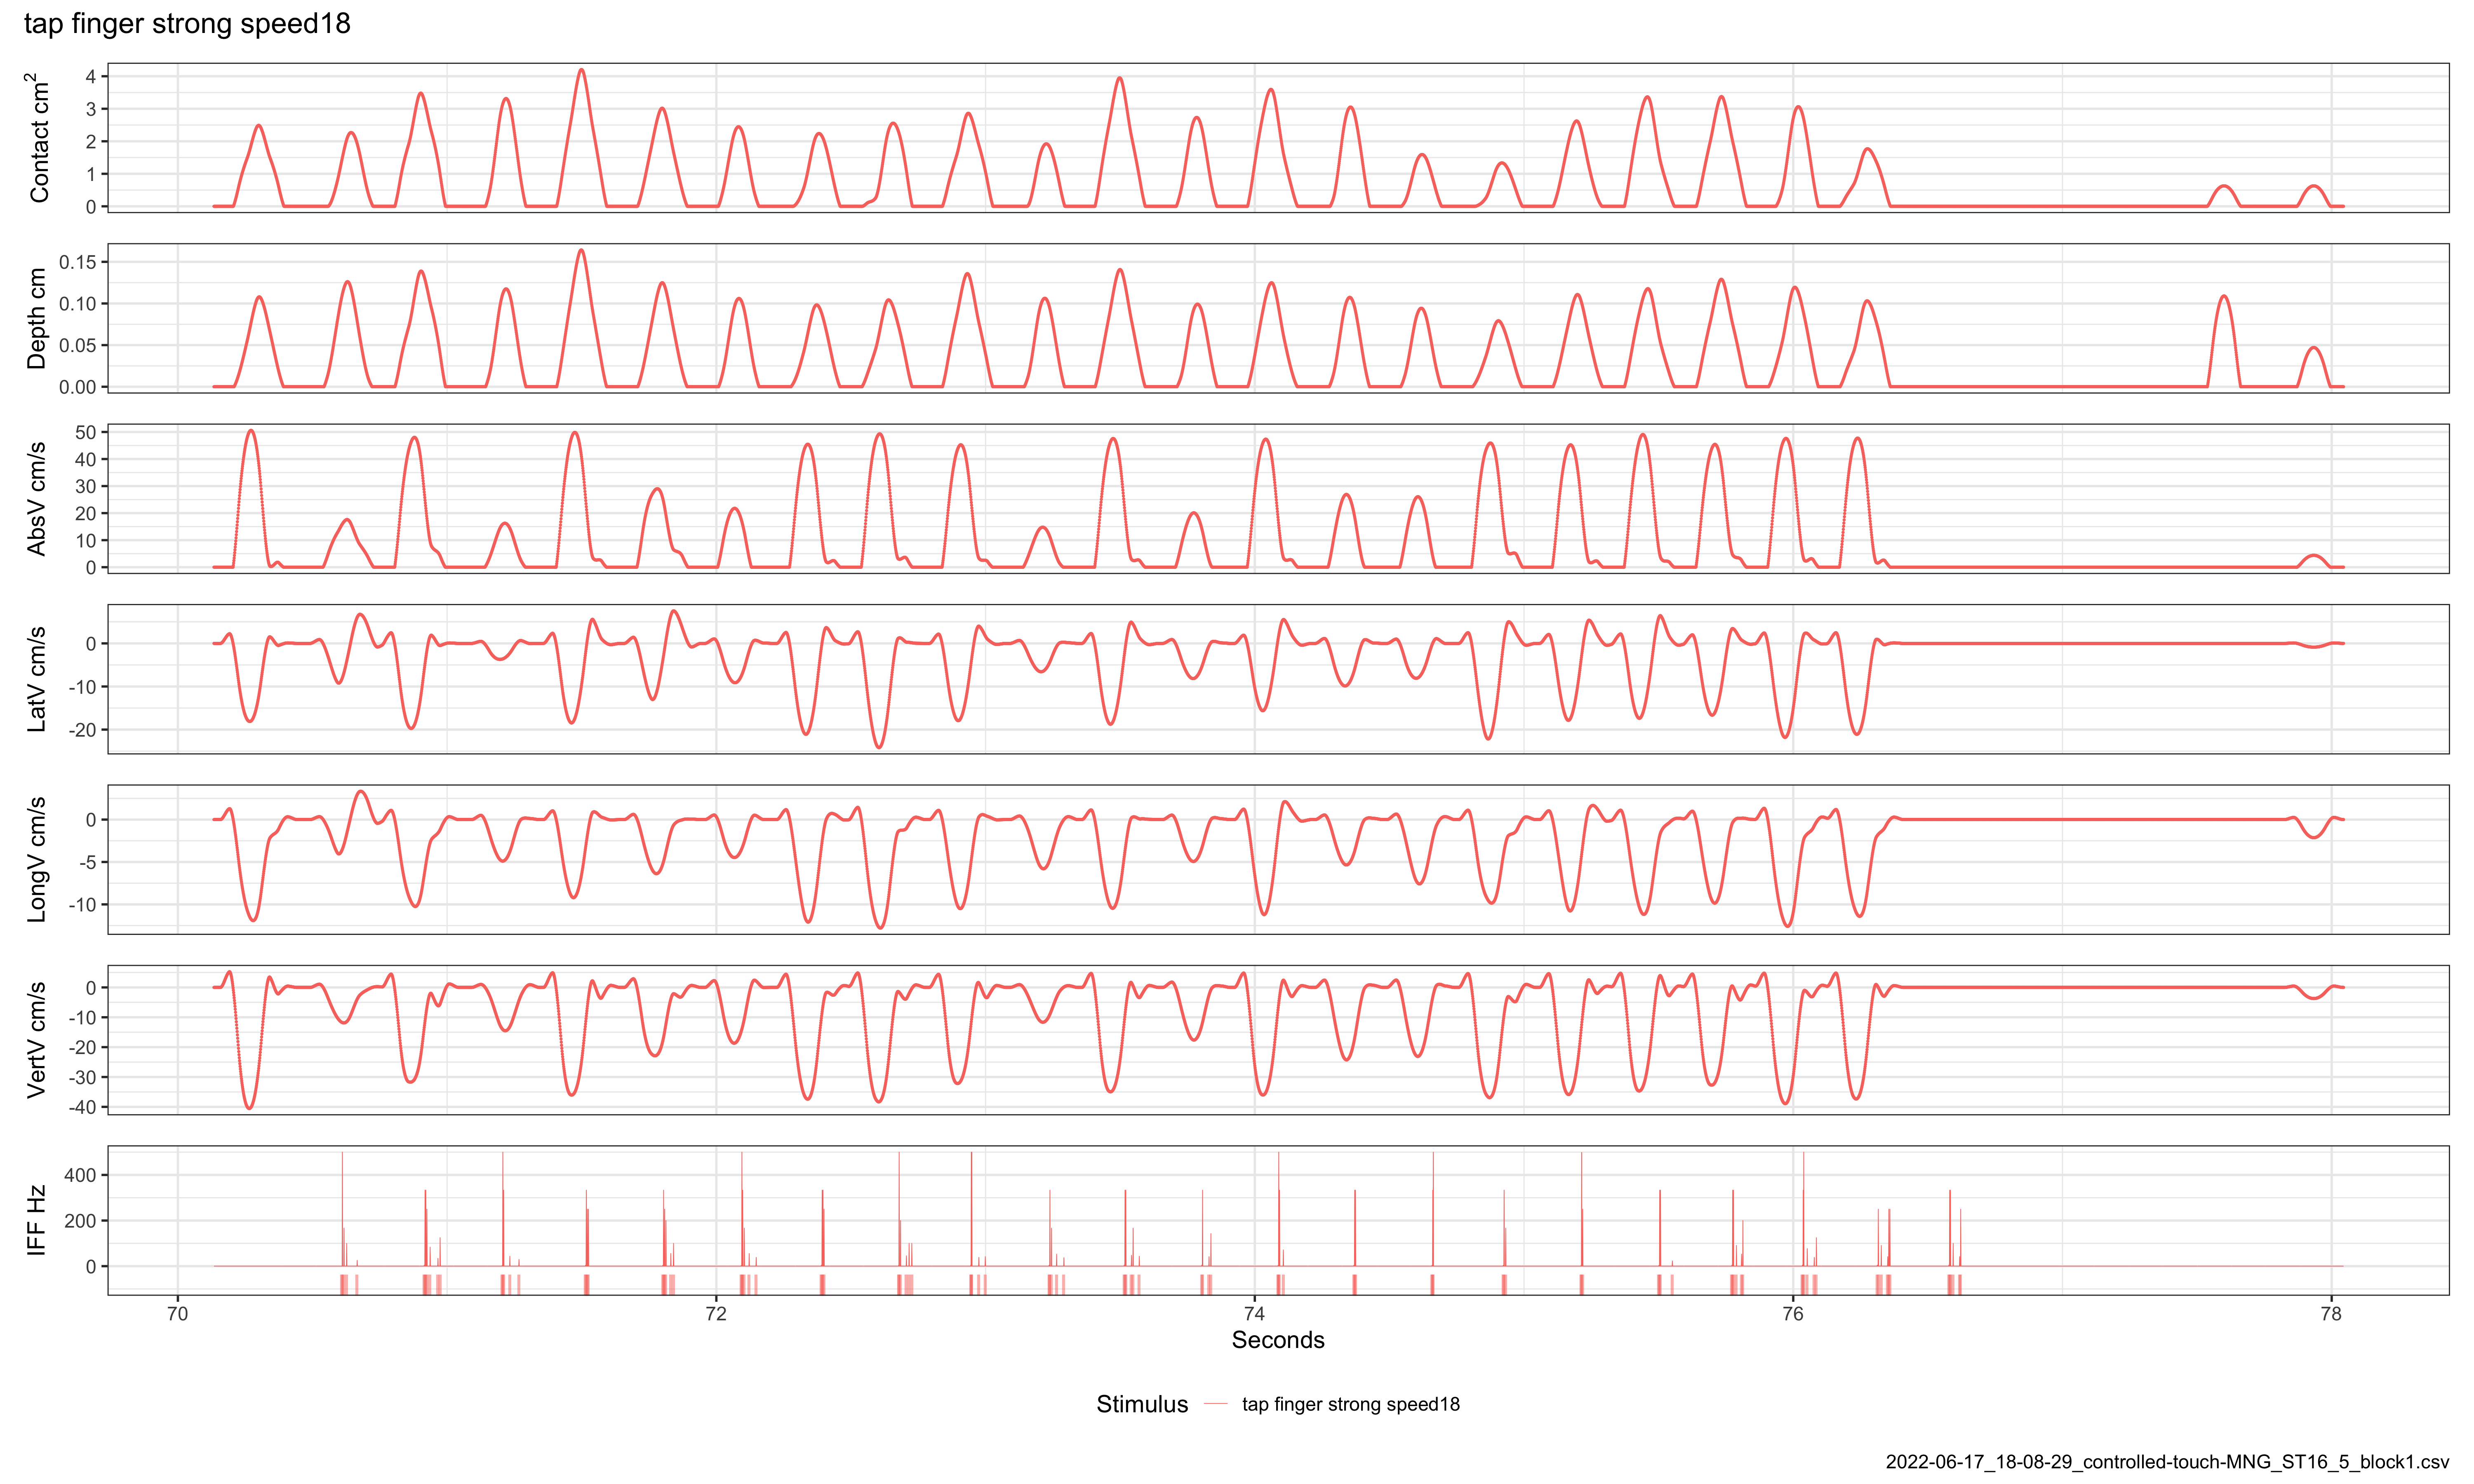 tap finger strong speed18
Contact cm²
4
3
2
1
0
Depth cm
0.15
0.10
0.05
0.00
AbsV cm/s
50
40
30
20
10
0
LatV cm/s
0
-10
-20
LongV cm/s
0
-5
-10
VertV cm/s
0
-10
-20
-30
-40
IFF Hz
400
200
0
70 72 74 76 78
Seconds
Stimulus tap finger strong speed18
2022-06-17_18-08-29_controlled-touch-MNG_ST16_5_block1.csv